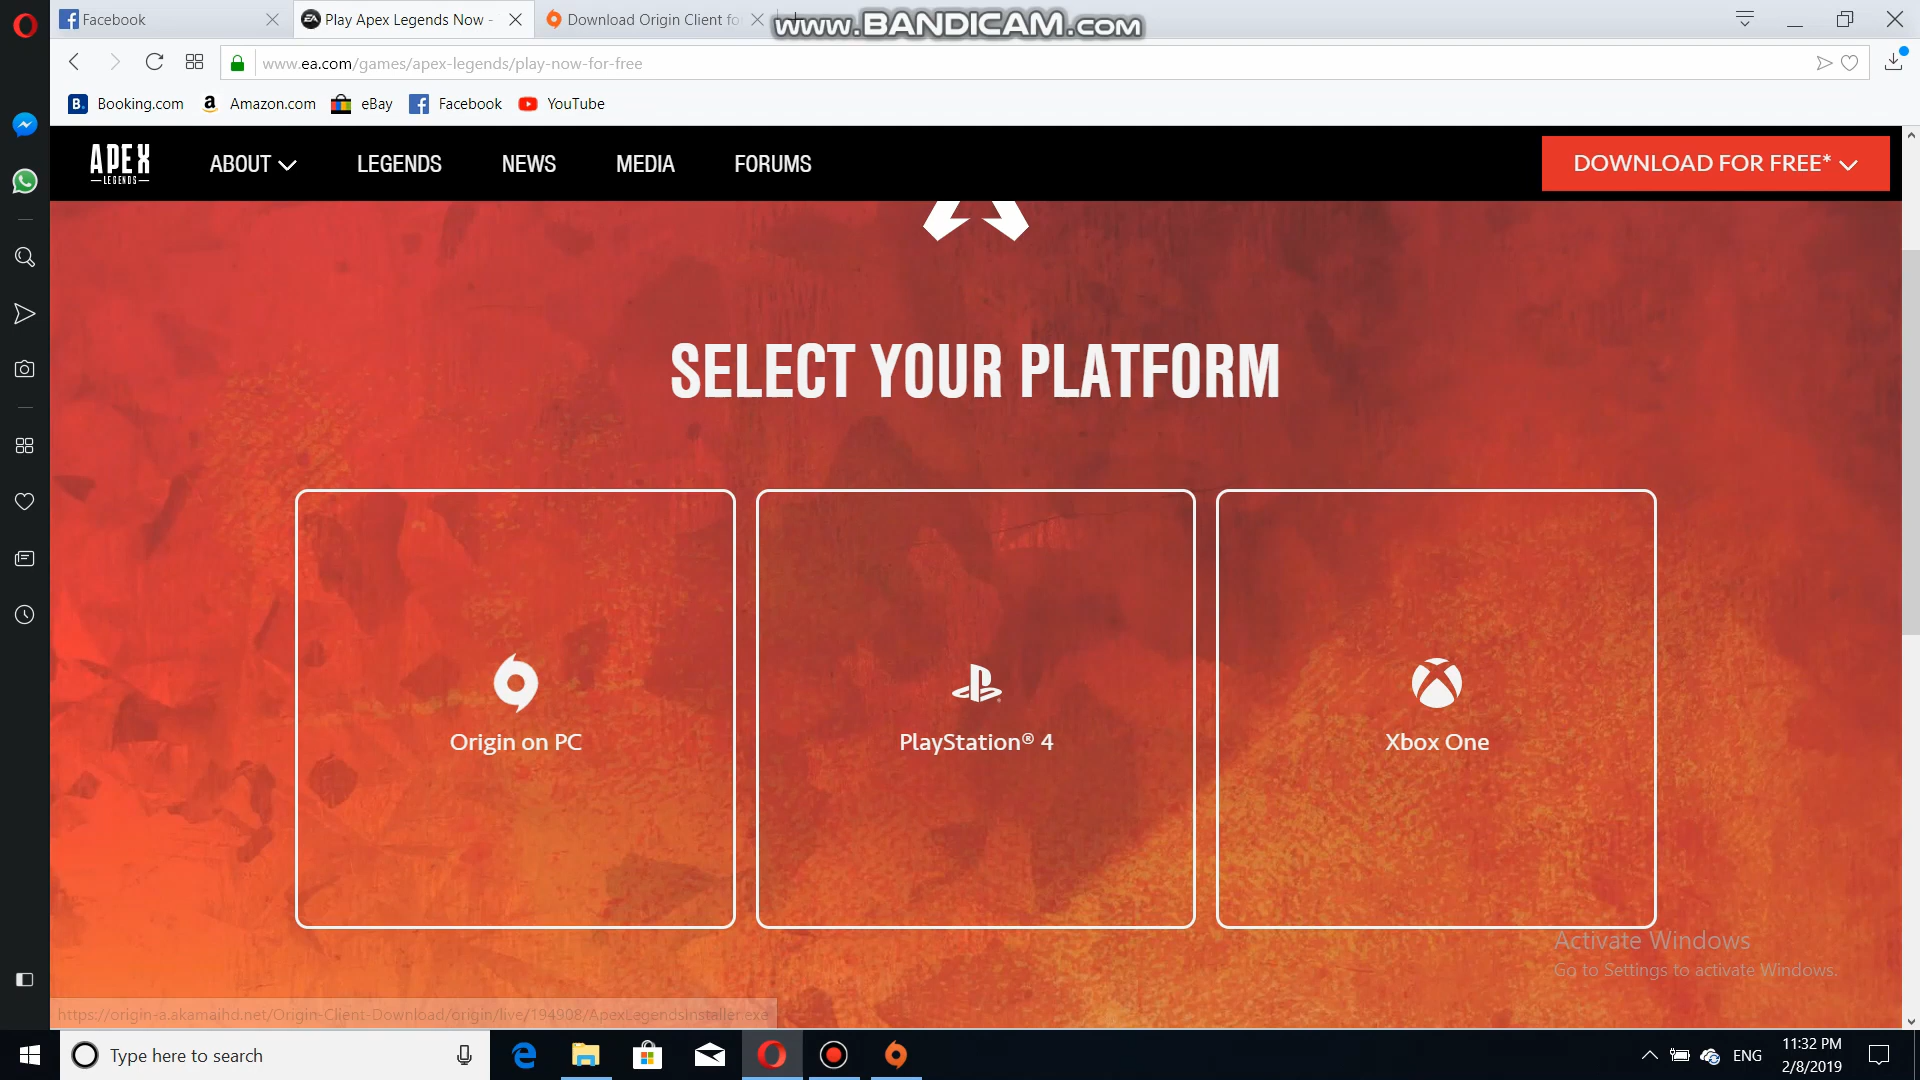 Facebook
Play Apex Legends Now -
Download Origin Client fo
www.BANDICAM.com
www.ea.com/games/apex-legends/play-now-for-free
B.
Booking.com
a
Amazon.com
eBay
Facebook
YouTube
APEX
LEGENDS
ABOUT
LEGENDS
NEWS
MEDIA
FORUMS
DOWNLOAD FOR FREE*
SELECT YOUR PLATFORM
Origin on PC
PlayStation® 4
Xbox One
Activate Windows
Go to Settings to activate Windows.
https://origin-a.akamaihd.net/Origin-Client-Download/origin/live/194908/ApexLegendsInstaller.exe
Type here to search
ENG
11:32 PM
2/8/2019